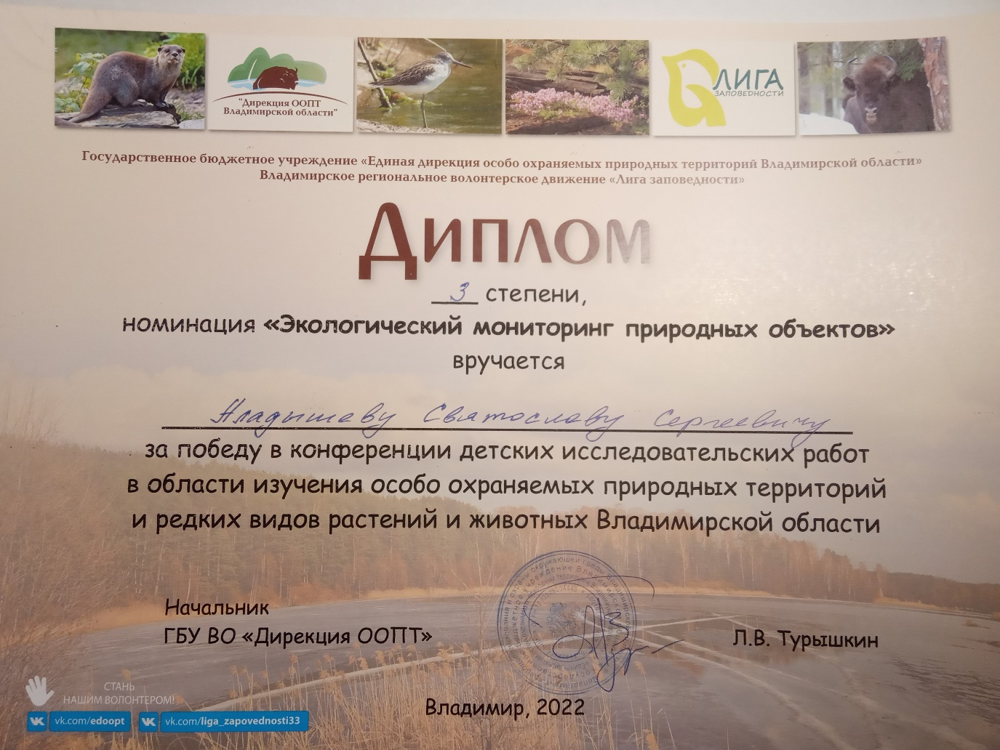 "Дирекция ООПТ
Владимирской области"
ЛИГА
ЗАПОВЕДНОСТИ
Государственное бюджетное учреждение «Единая дирекция особо охраняемых природных территорий Владимирской области»
Владимирское региональное волонтерское движение «Лига заповедности»
Диплом
3 степени,
номинация «Экологический мониторинг природных объектов»
вручается
Младышеву Святославу Сергеевичу
за победу в конференции детских исследовательских работ
в области изучения особо охраняемых природных территорий
и редких видов растений и животных Владимирской области
Начальник
ГБУ ВО «Дирекция ООПТ»
Л.В. Турышкин
СТАНЬ
НАШИМ ВОЛОНТЕРОМ!
vk.com/edoopt
vk.com/liga_zapovednosti33
Владимир, 2022